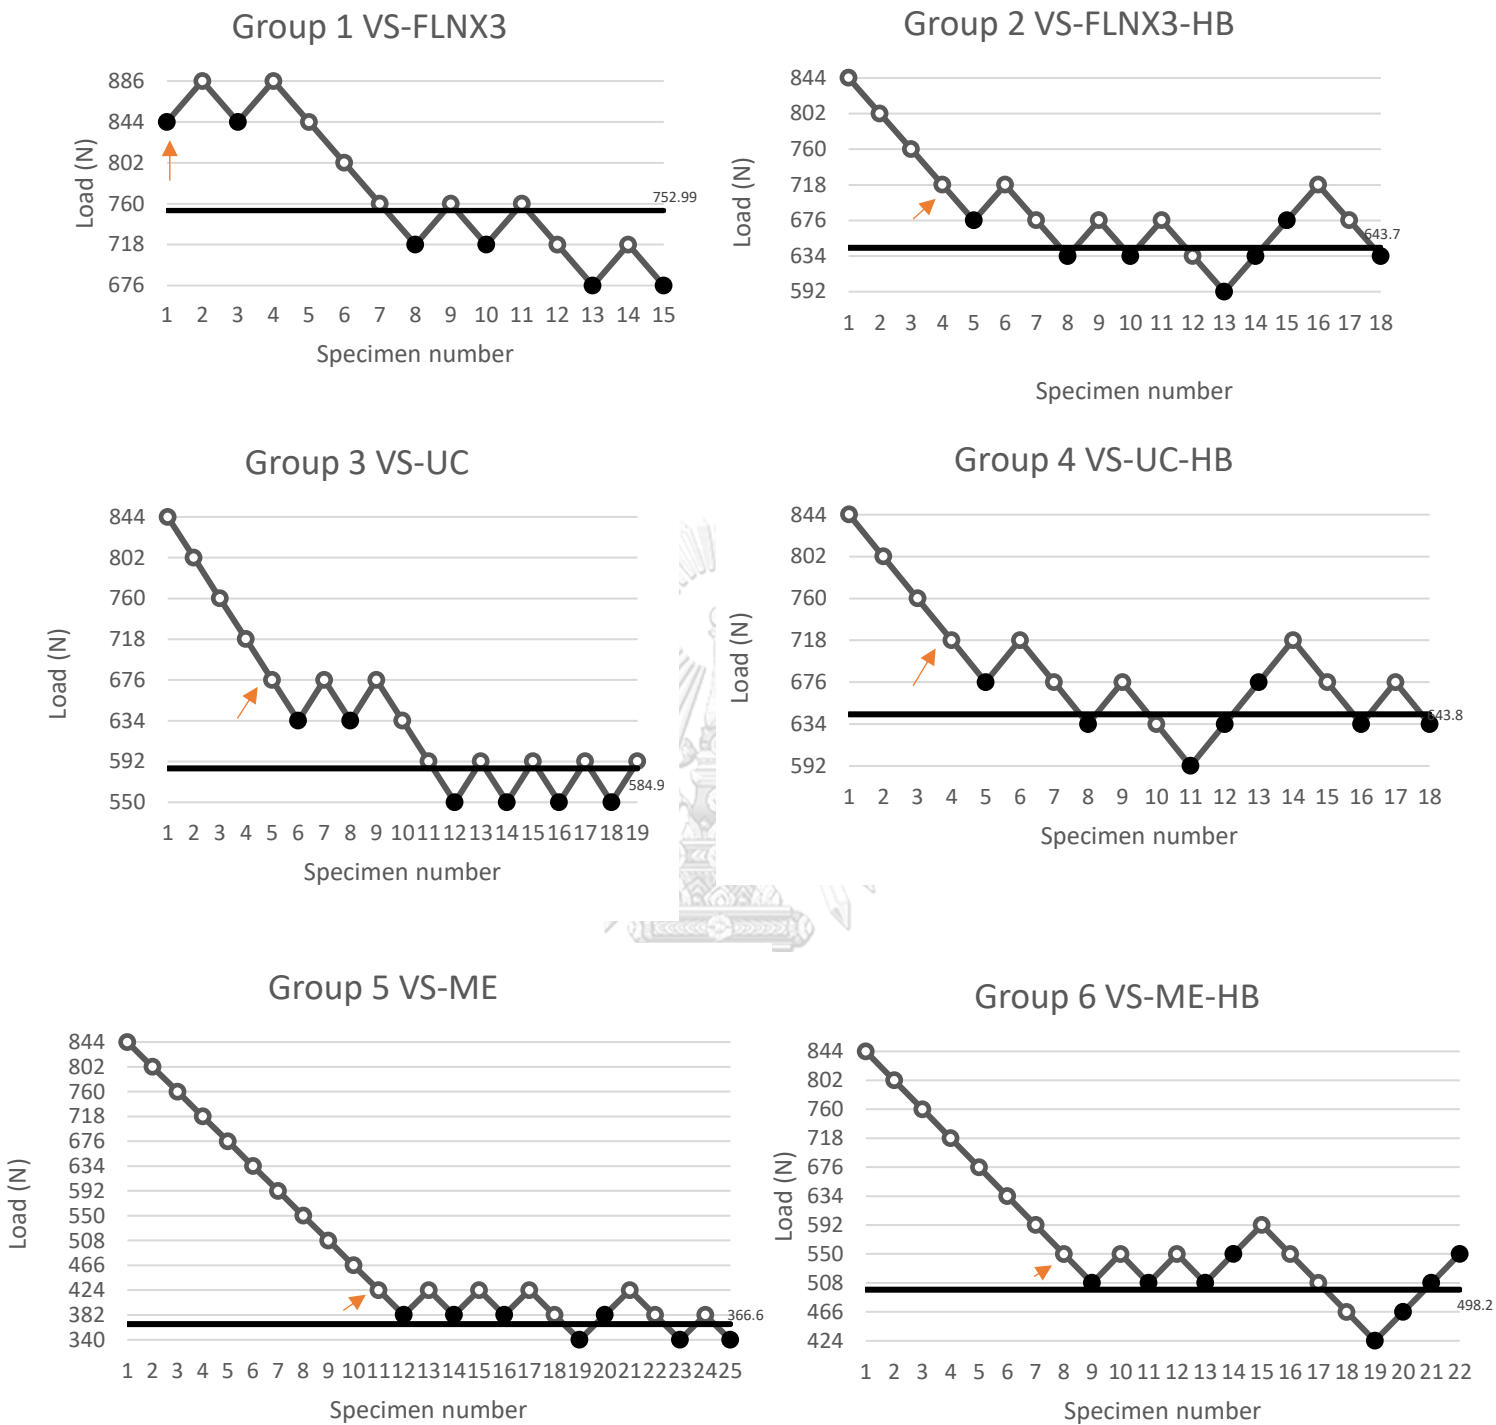 Group 1 VS-FLNX3
886
844
802
760
718
676
Load (N)
752.99
1 2 3 4 5 6 7 8 9 10 11 12 13 14 15
Specimen number
Group 2 VS-FLNX3-HB
844
802
760
718
676
634
592
Load (N)
643.7
1 2 3 4 5 6 7 8 9 10 11 12 13 14 15 16 17 18
Specimen number
Group 3 VS-UC
844
802
760
718
676
634
592
550
Load (N)
584.9
1 2 3 4 5 6 7 8 9 10 11 12 13 14 15 16 17 18 19
Specimen number
Group 4 VS-UC-HB
844
802
760
718
676
634
592
Load (N)
643.8
1 2 3 4 5 6 7 8 9 10 11 12 13 14 15 16 17 18
Specimen number
Group 5 VS-ME
844
802
760
718
676
634
592
550
508
466
424
382
340
Load (N)
366.6
1 2 3 4 5 6 7 8 9 10 11 12 13 14 15 16 17 18 19 20 21 22 23 24 25
Specimen number
Group 6 VS-ME-HB
844
802
760
718
676
634
592
550
508
466
424
Load (N)
498.2
1 2 3 4 5 6 7 8 9 10 11 12 13 14 15 16 17 18 19 20 21 22
Specimen number